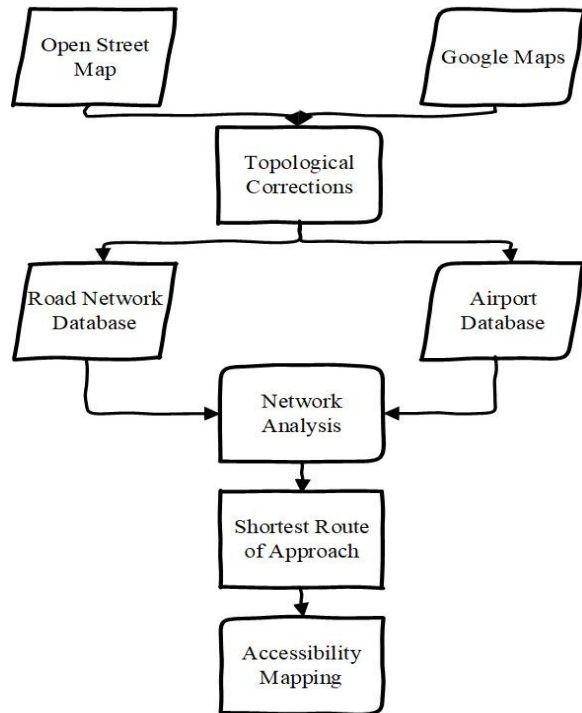 Open Street
Map
Google Maps
Topological
Corrections
Road Network
Database
Airport
Database
Network
Analysis
Shortest Route
of Approach
Accessibility
Mapping